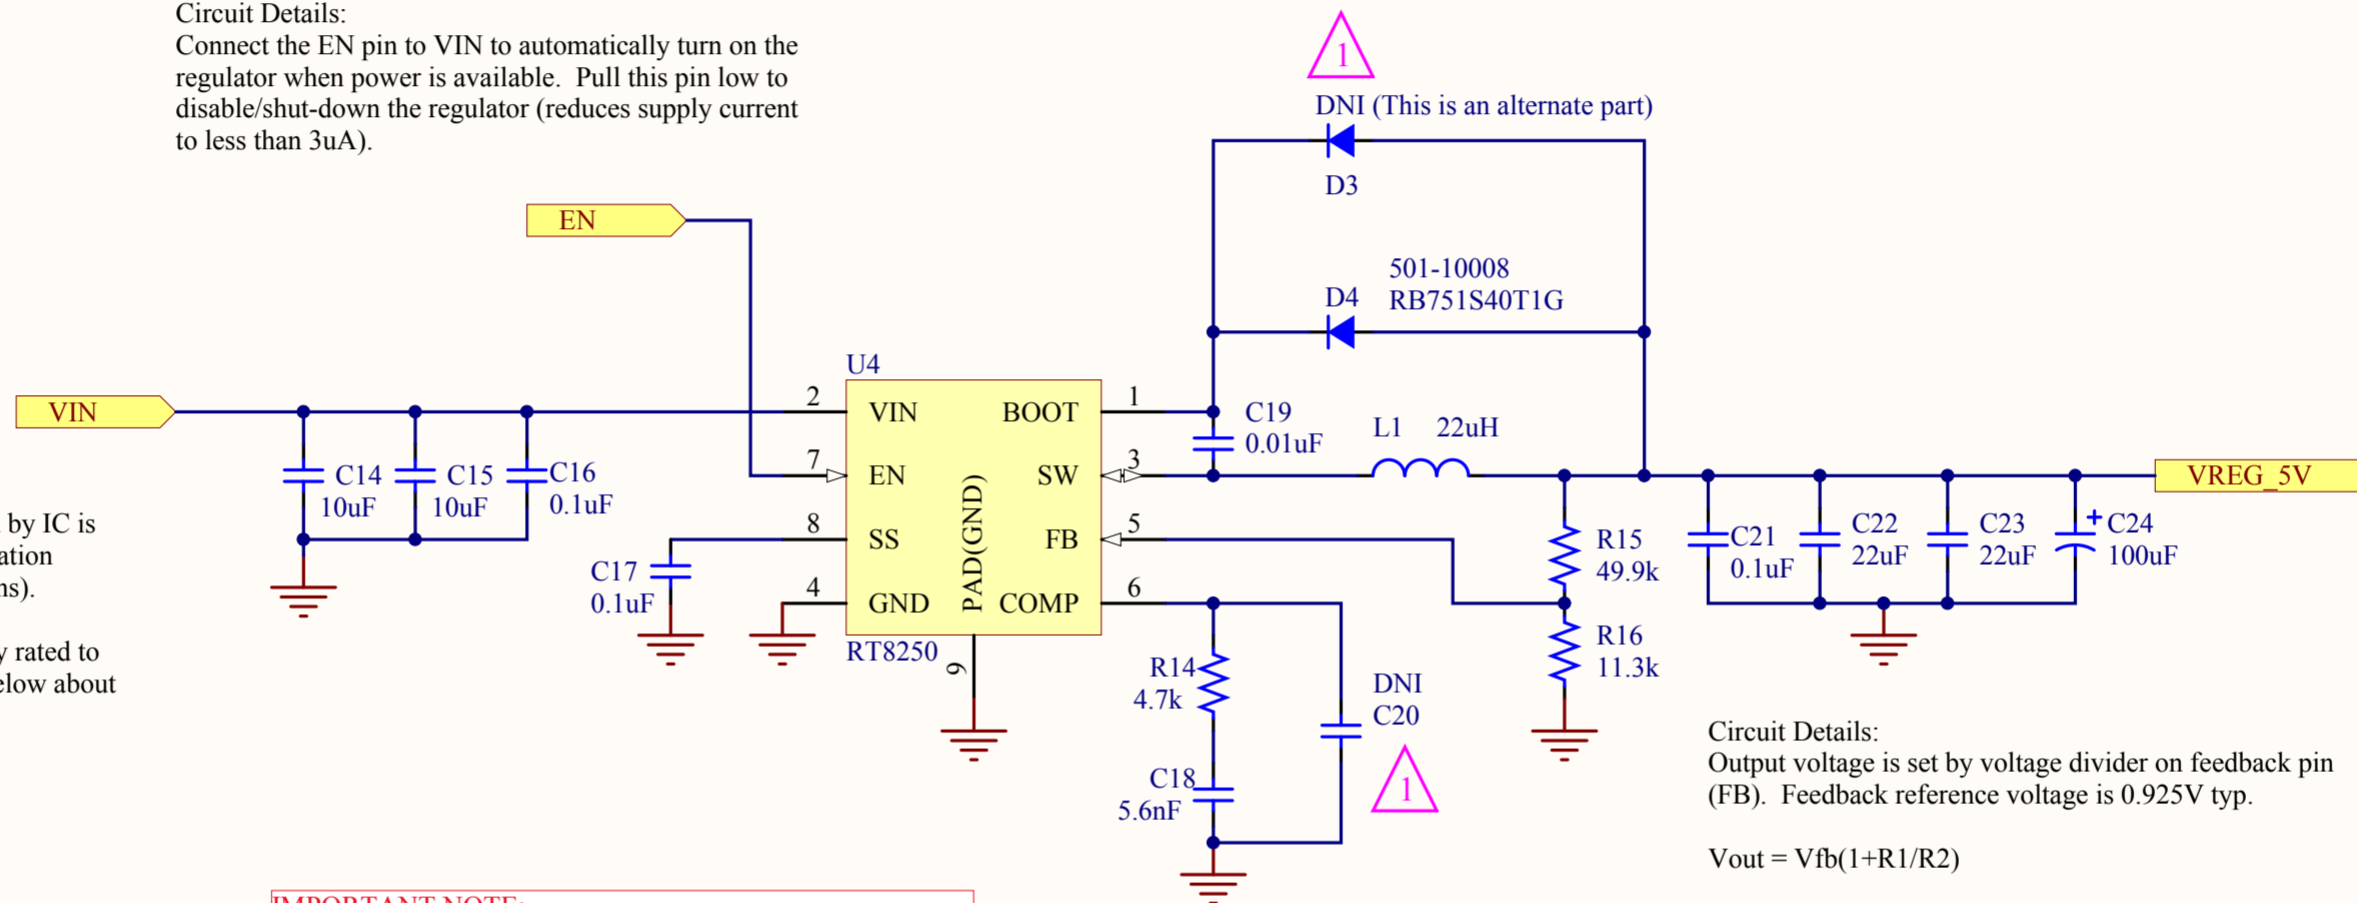 Circuit Details:
Connect the EN pin to VIN to automatically turn on the
regulator when power is available.  Pull this pin low to
disable/shut-down the regulator (reduces supply current
to less than 3uA).
1
DNI (This is an alternate part)
D3
EN
501-10008
D4 RB751S40T1G
U4
VIN
2 VIN
BOOT 1
7 EN
SW 3
8 SS
FB 5
4 GND
COMP 6
PAD(GND)
9
RT8250
C14
10uF
C15
10uF
C16
0.1uF
C17
0.1uF
C19
0.01uF
L1 22uH
VREG_5V
R15
49.9k
R16
11.3k
C21
0.1uF
C22
22uF
C23
22uF
+ C24
100uF
by IC is
ation
ns).
y rated to
elow about
R14
4.7k
C18
5.6nF
DNI
C20
1
Circuit Details:
Output voltage is set by voltage divider on feedback pin
(FB).  Feedback reference voltage is 0.925V typ.
Vout = Vfb(1+R1/R2)
IMPORTANT NOTE: